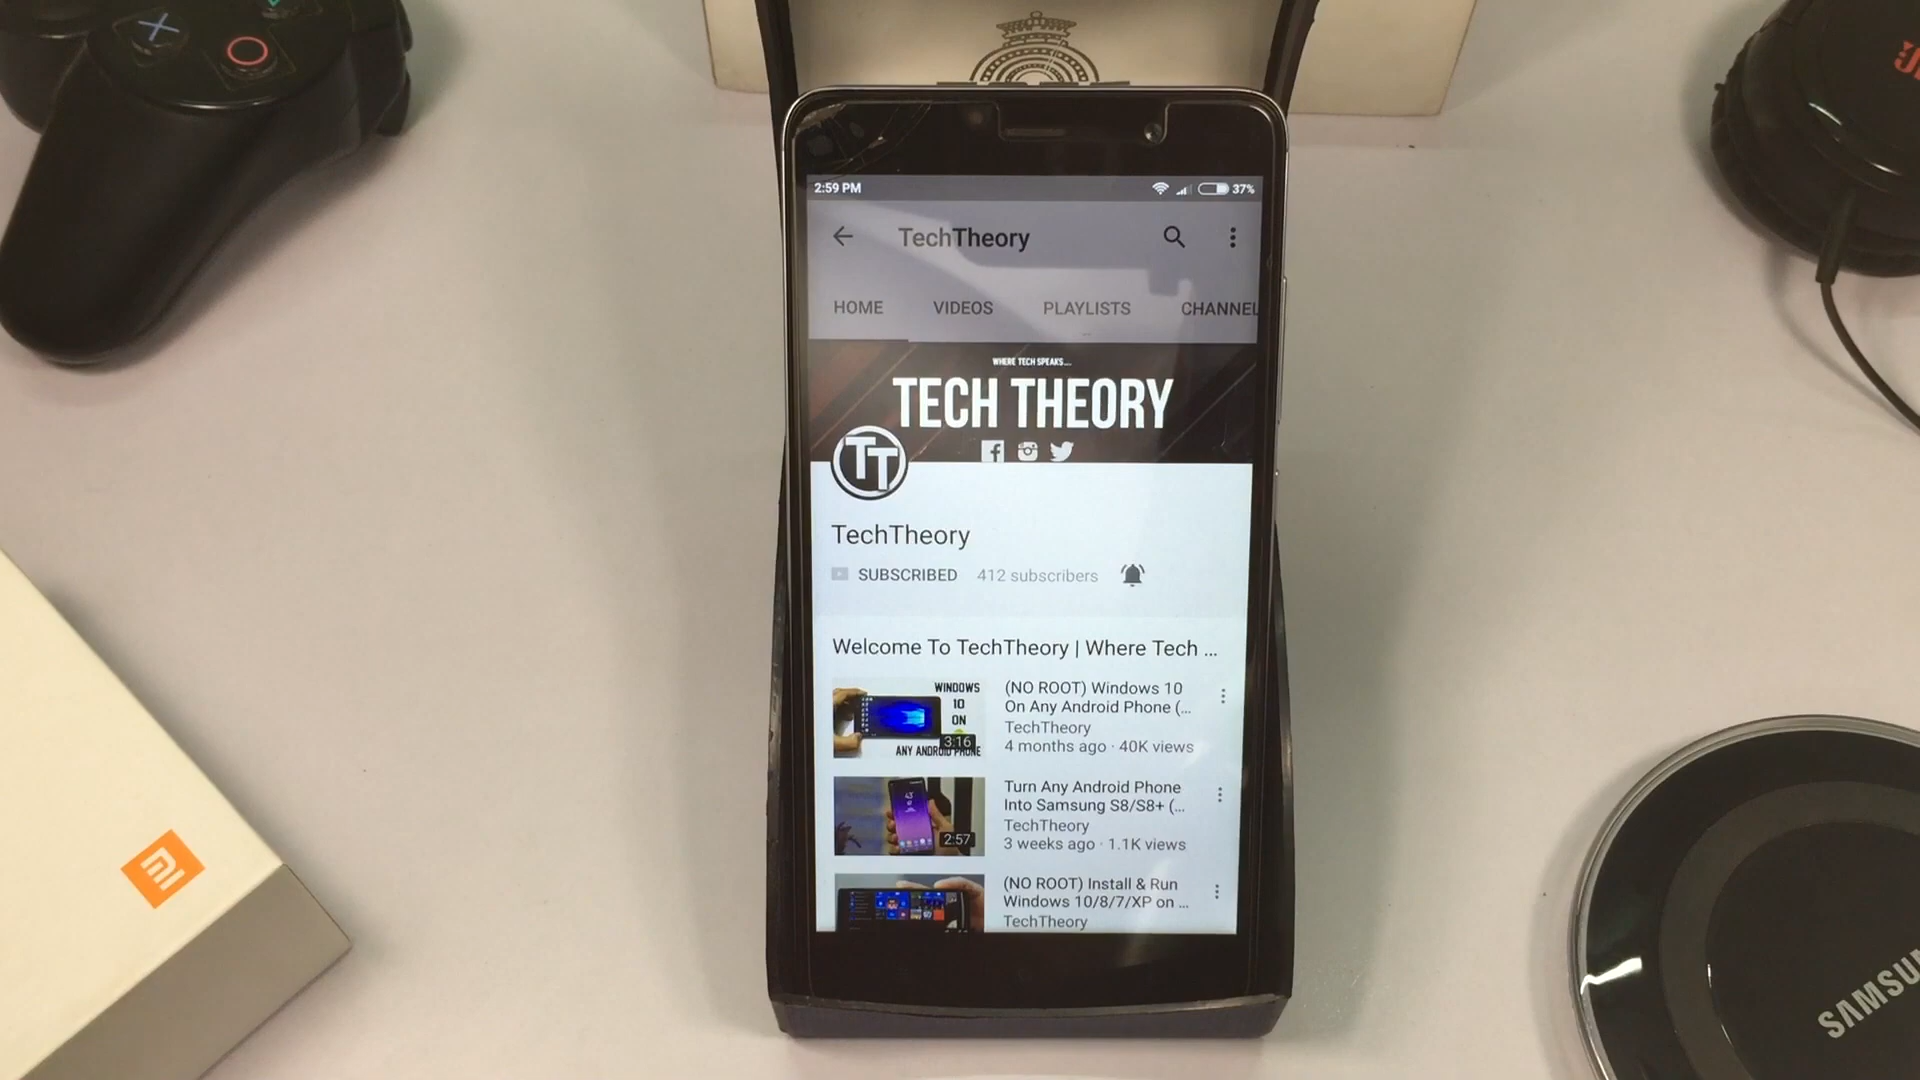 2:59 PM
37%
TechTheory
HOME VIDEOS PLAYLISTS CHANNEL
WHERE TECH SPEAKS....
TECH THEORY
TT
TechTheory
SUBSCRIBED 412 subscribers
Welcome To TechTheory | Where Tech ...
WINDOWS
10
ON
ANY ANDROID PHONE
3:16
(NO ROOT) Windows 10
On Any Android Phone (...
TechTheory
4 months ago · 40K views
2:57
Turn Any Android Phone
Into Samsung S8/S8+ (...
TechTheory
3 weeks ago · 1.1K views
(NO ROOT) Install & Run
Windows 10/8/7/XP on ...
TechTheory
SAMSU